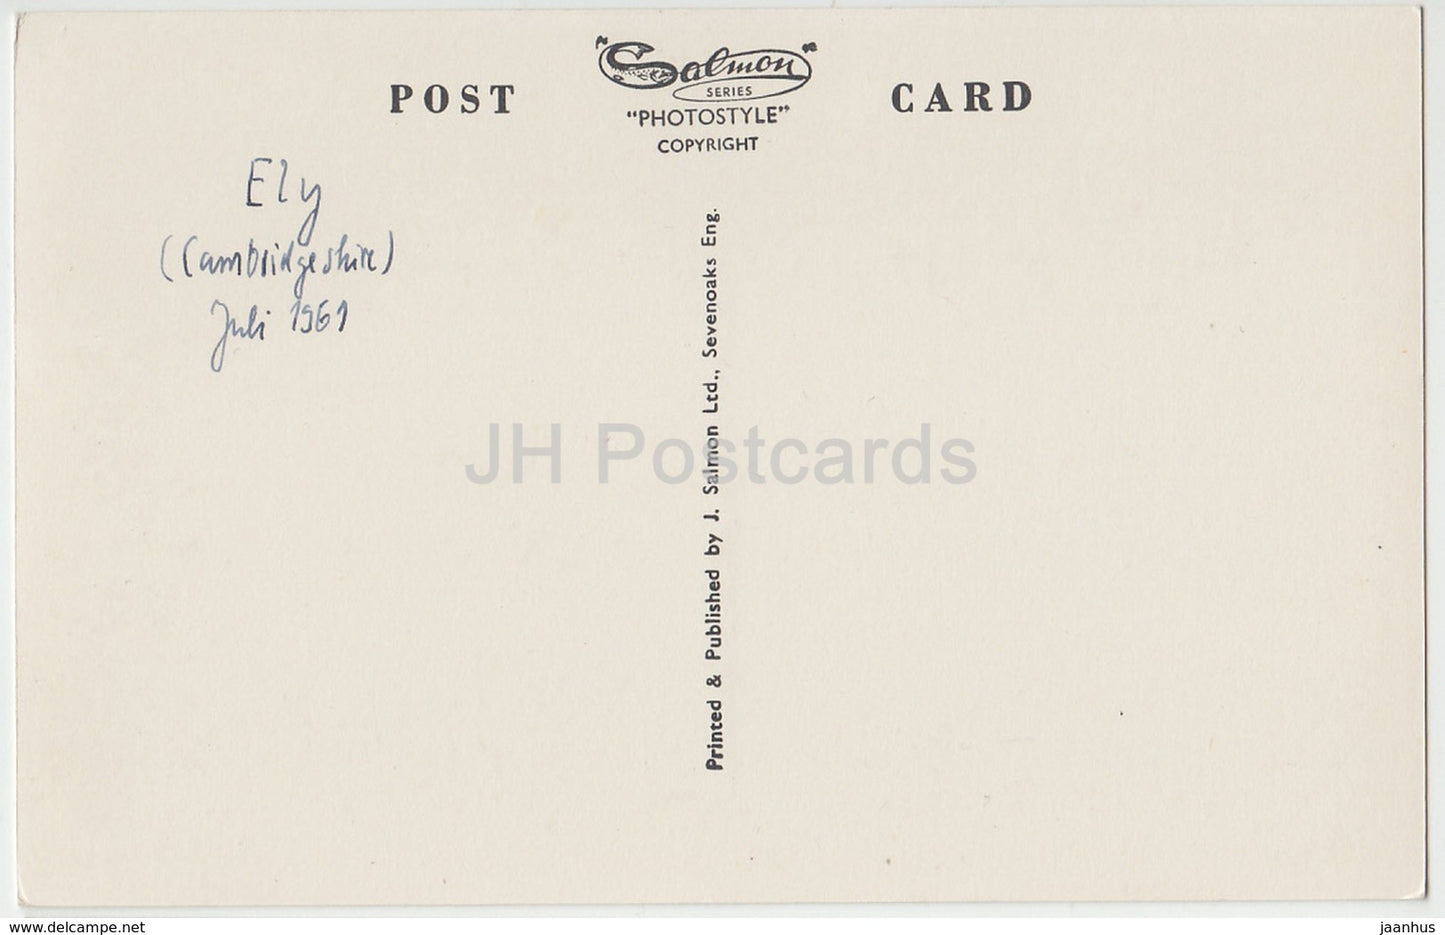 POST CARD
"Salmon"
SERIES
"PHOTOSTYLE"
COPYRIGHT
Ely
(Cambridgeshire)
Juli 1961
Printed & Published by J. Salmon Ltd., Sevenoaks Eng.
JH Postcards
www.delcampe.net
jaanhus